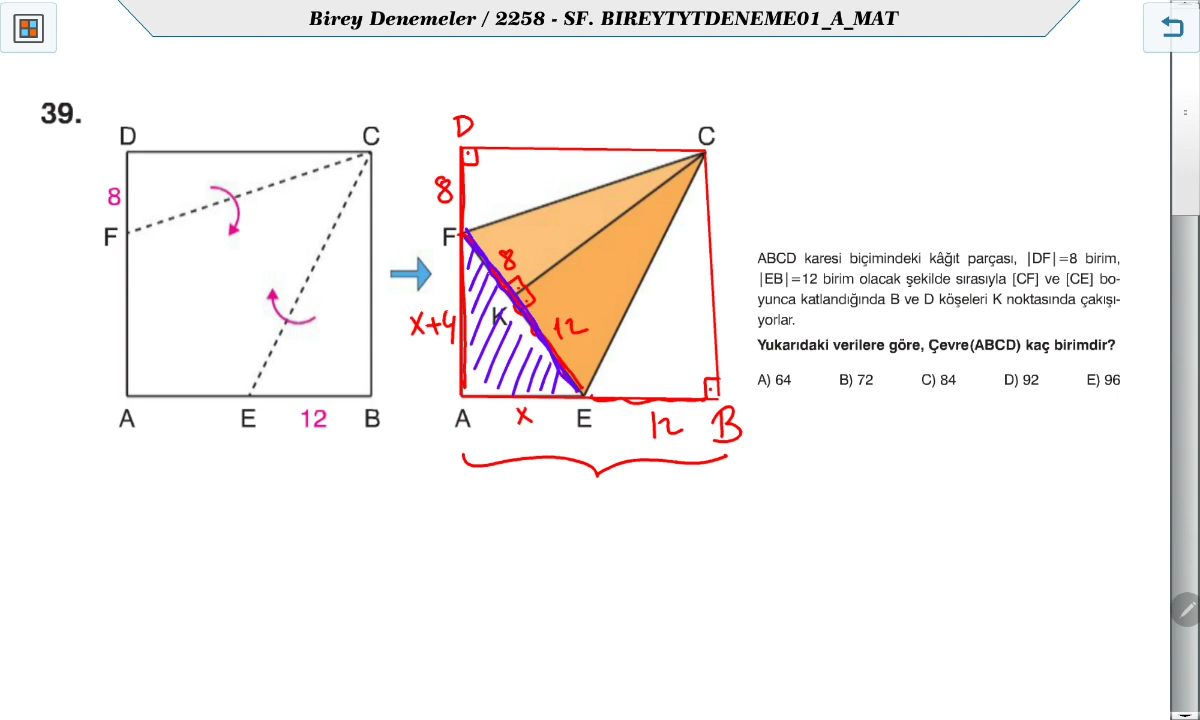 Birey Denemeler / 2258 - SF. BIREYTYTDENEME01_A_MAT
39.
D
C
8
F
A
E
12
B
D
C
8
F
8
K
12
x+4
A
x
E
12
B
ABCD karesi biçimindeki kâğıt parçası, |DF|=8 birim,
|EB|=12 birim olacak şekilde sırasıyla [CF] ve [CE] bo-
yunca katlandığında B ve D köşeleri K noktasında çakışı-
yorlar.
Yukarıdaki verilere göre, Çevre(ABCD) kaç birimdir?
A) 64 B) 72 C) 84 D) 92 E) 96